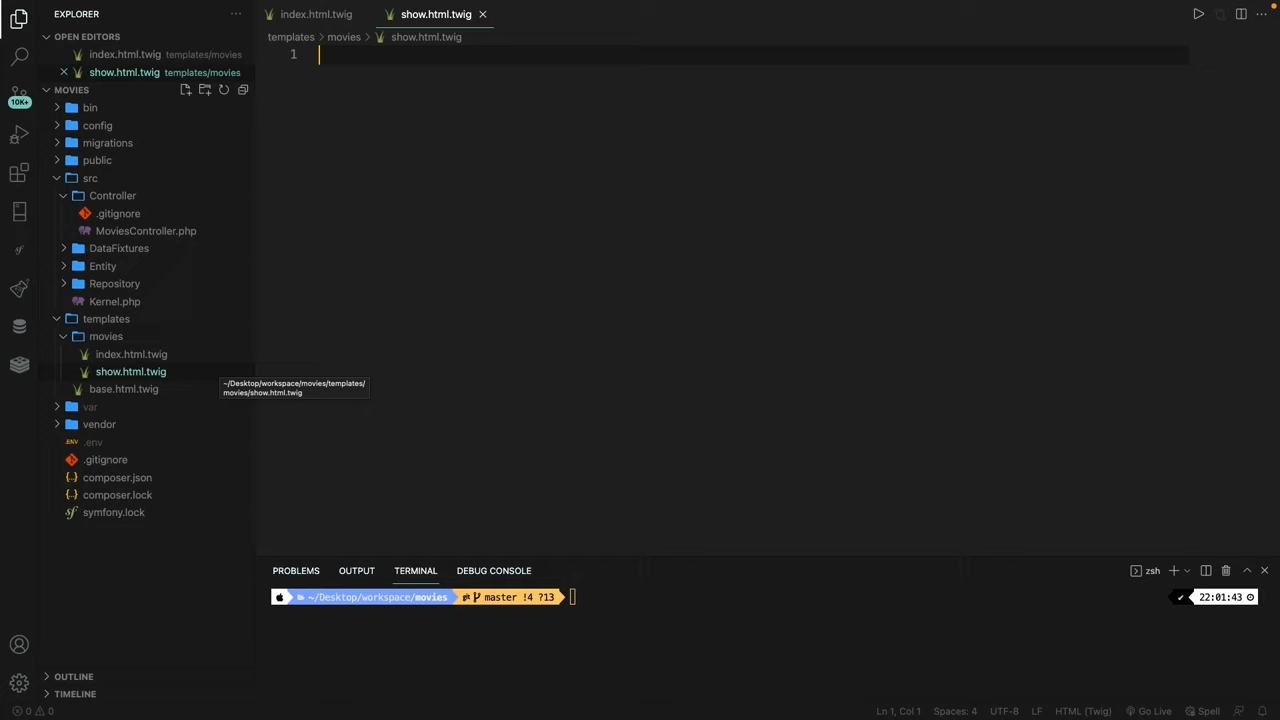 EXPLORER
index.html.twig
show.html.twig
OPEN EDITORS
templates > movies > show.html.twig
index.html.twig templates/movies
show.html.twig templates/movies
1
MOVIES
bin
10K+
config
migrations
public
src
Controller
.gitignore
MoviesController.php
DataFixtures
Entity
Repository
Kernel.php
templates
movies
index.html.twig
show.html.twig
~/Desktop/workspace/movies/templates/
movies/show.html.twig
base.html.twig
var
vendor
.ENV .env
.gitignore
composer.json
composer.lock
symfony.lock
PROBLEMS OUTPUT TERMINAL DEBUG CONSOLE
zsh
~/Desktop/workspace/movies master !4 ?13
22:01:43
OUTLINE
TIMELINE
0 0
Ln 1, Col 1 Spaces: 4 UTF-8 LF HTML (Twig) Go Live Spell